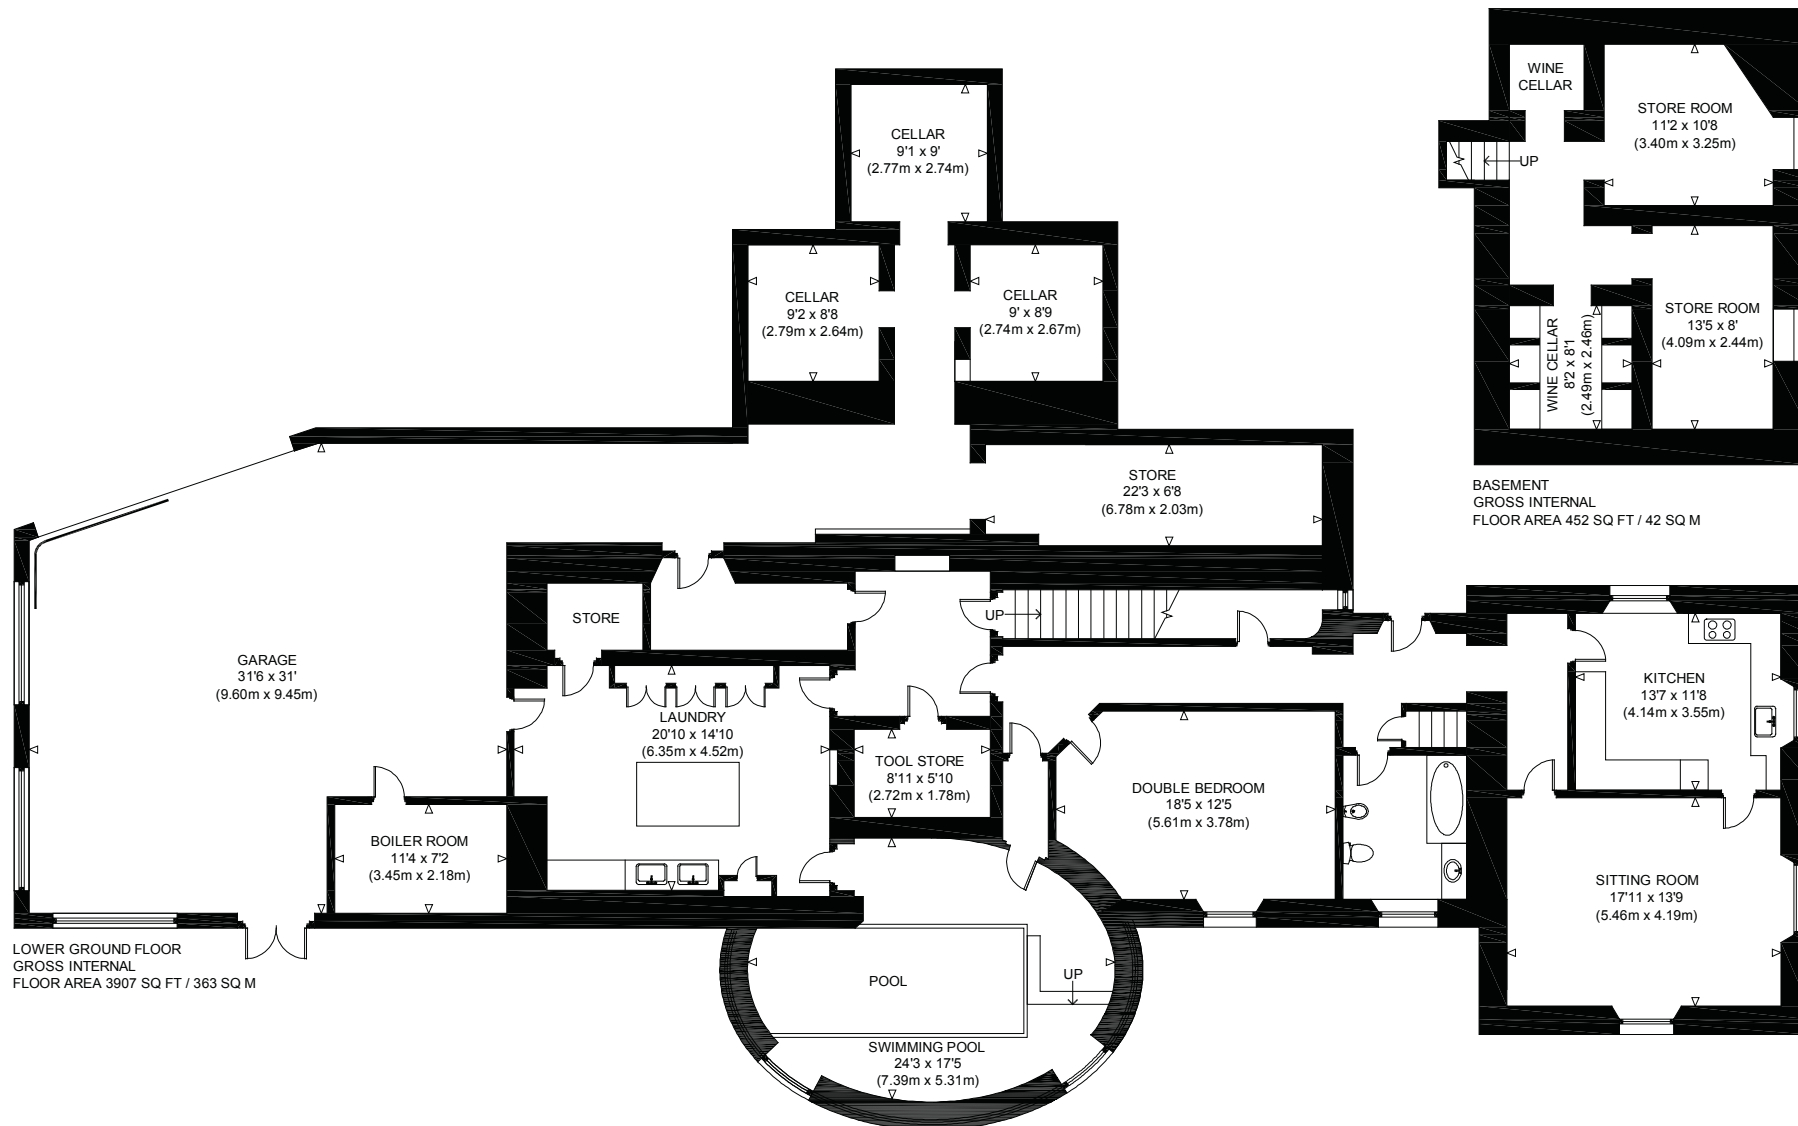 WINE
CELLAR
STORE ROOM
11'2 x 10'8
(3.40m x 3.25m)
UP
STORE ROOM
13'5 x 8'
(4.09m x 2.44m)
WINE CELLAR
8'2 x 8'1
(2.49m x 2.46m)
BASEMENT
GROSS INTERNAL
FLOOR AREA 452 SQ FT / 42 SQ M
CELLAR
9'1 x 9'
(2.77m x 2.74m)
CELLAR
9'2 x 8'8
(2.79m x 2.64m)
CELLAR
9' x 8'9
(2.74m x 2.67m)
STORE
22'3 x 6'8
(6.78m x 2.03m)
STORE
UP
GARAGE
31'6 x 31'
(9.60m x 9.45m)
KITCHEN
13'7 x 11'8
(4.14m x 3.55m)
LAUNDRY
20'10 x 14'10
(6.35m x 4.52m)
TOOL STORE
8'11 x 5'10
(2.72m x 1.78m)
DOUBLE BEDROOM
18'5 x 12'5
(5.61m x 3.78m)
BOILER ROOM
11'4 x 7'2
(3.45m x 2.18m)
SITTING ROOM
17'11 x 13'9
(5.46m x 4.19m)
LOWER GROUND FLOOR
GROSS INTERNAL
FLOOR AREA 3907 SQ FT / 363 SQ M
POOL
UP
SWIMMING POOL
24'3 x 17'5
(7.39m x 5.31m)